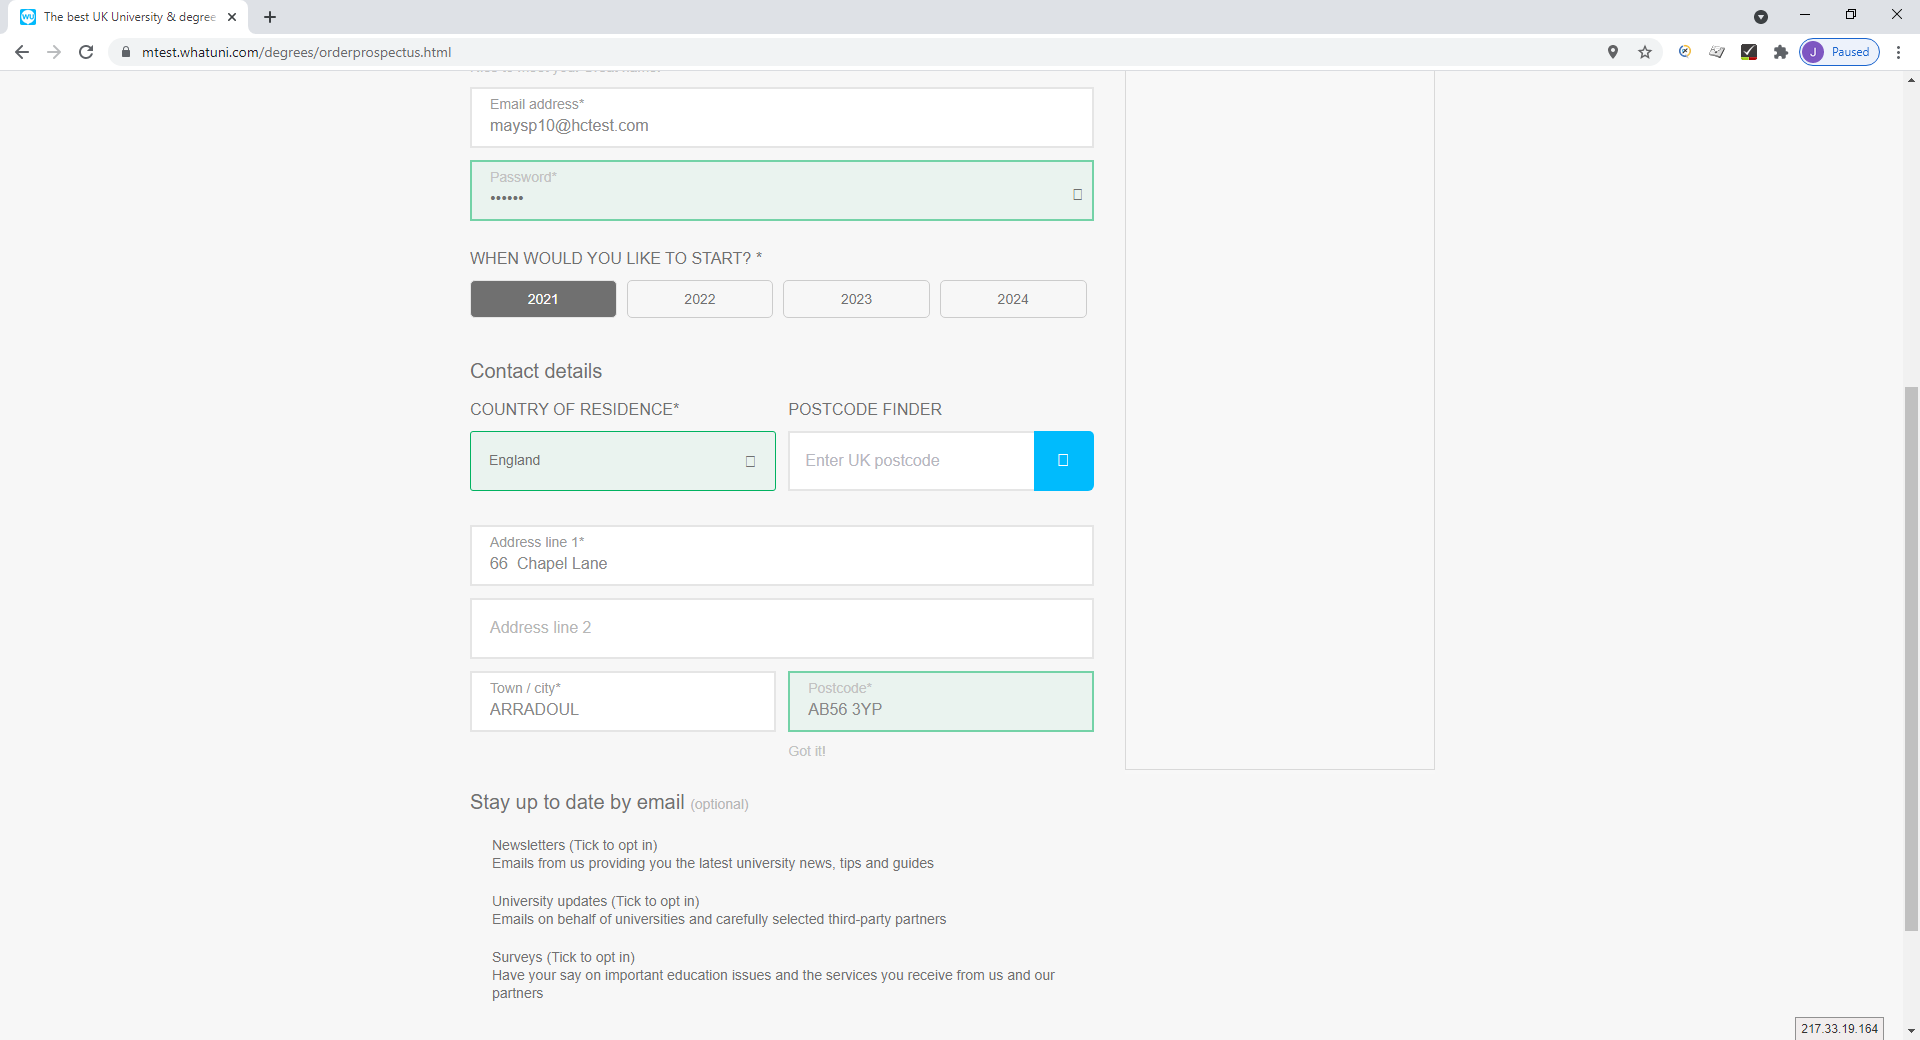 The best UK University & degree
mtest.whatuni.com/degrees/orderprospectus.html
J Paused
Email address*
maysp10@hctest.com
Password*
••••••
WHEN WOULD YOU LIKE TO START? *
2021 2022 2023 2024
Contact details
COUNTRY OF RESIDENCE* POSTCODE FINDER
England Enter UK postcode
Address line 1*
66  Chapel Lane
Address line 2
Town / city* Postcode*
ARRADOUL AB56 3YP
Got it!
Stay up to date by email (optional)
Newsletters (Tick to opt in)
Emails from us providing you the latest university news, tips and guides
University updates (Tick to opt in)
Emails on behalf of universities and carefully selected third-party partners
Surveys (Tick to opt in)
Have your say on important education issues and the services you receive from us and our
partners
217.33.19.164